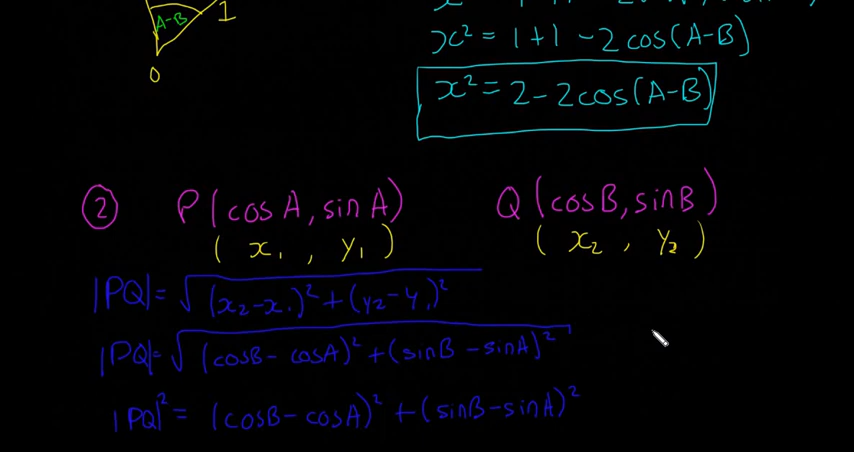 A-B
1
0
x² = 1 + 1 - 2 cos(A-B)
x² = 2 - 2cos(A-B)
② P(cosA, sinA) Q(cosB, sinB)
(x₁, y₁) (x₂, y₂)
|PQ| = √((x₂-x₁)² + (y₂-y₁)²)
|PQ| = √((cosB - cosA)² + (sinB - sinA)²)
|PQ|² = (cosB - cosA)² + (sinB - sinA)²